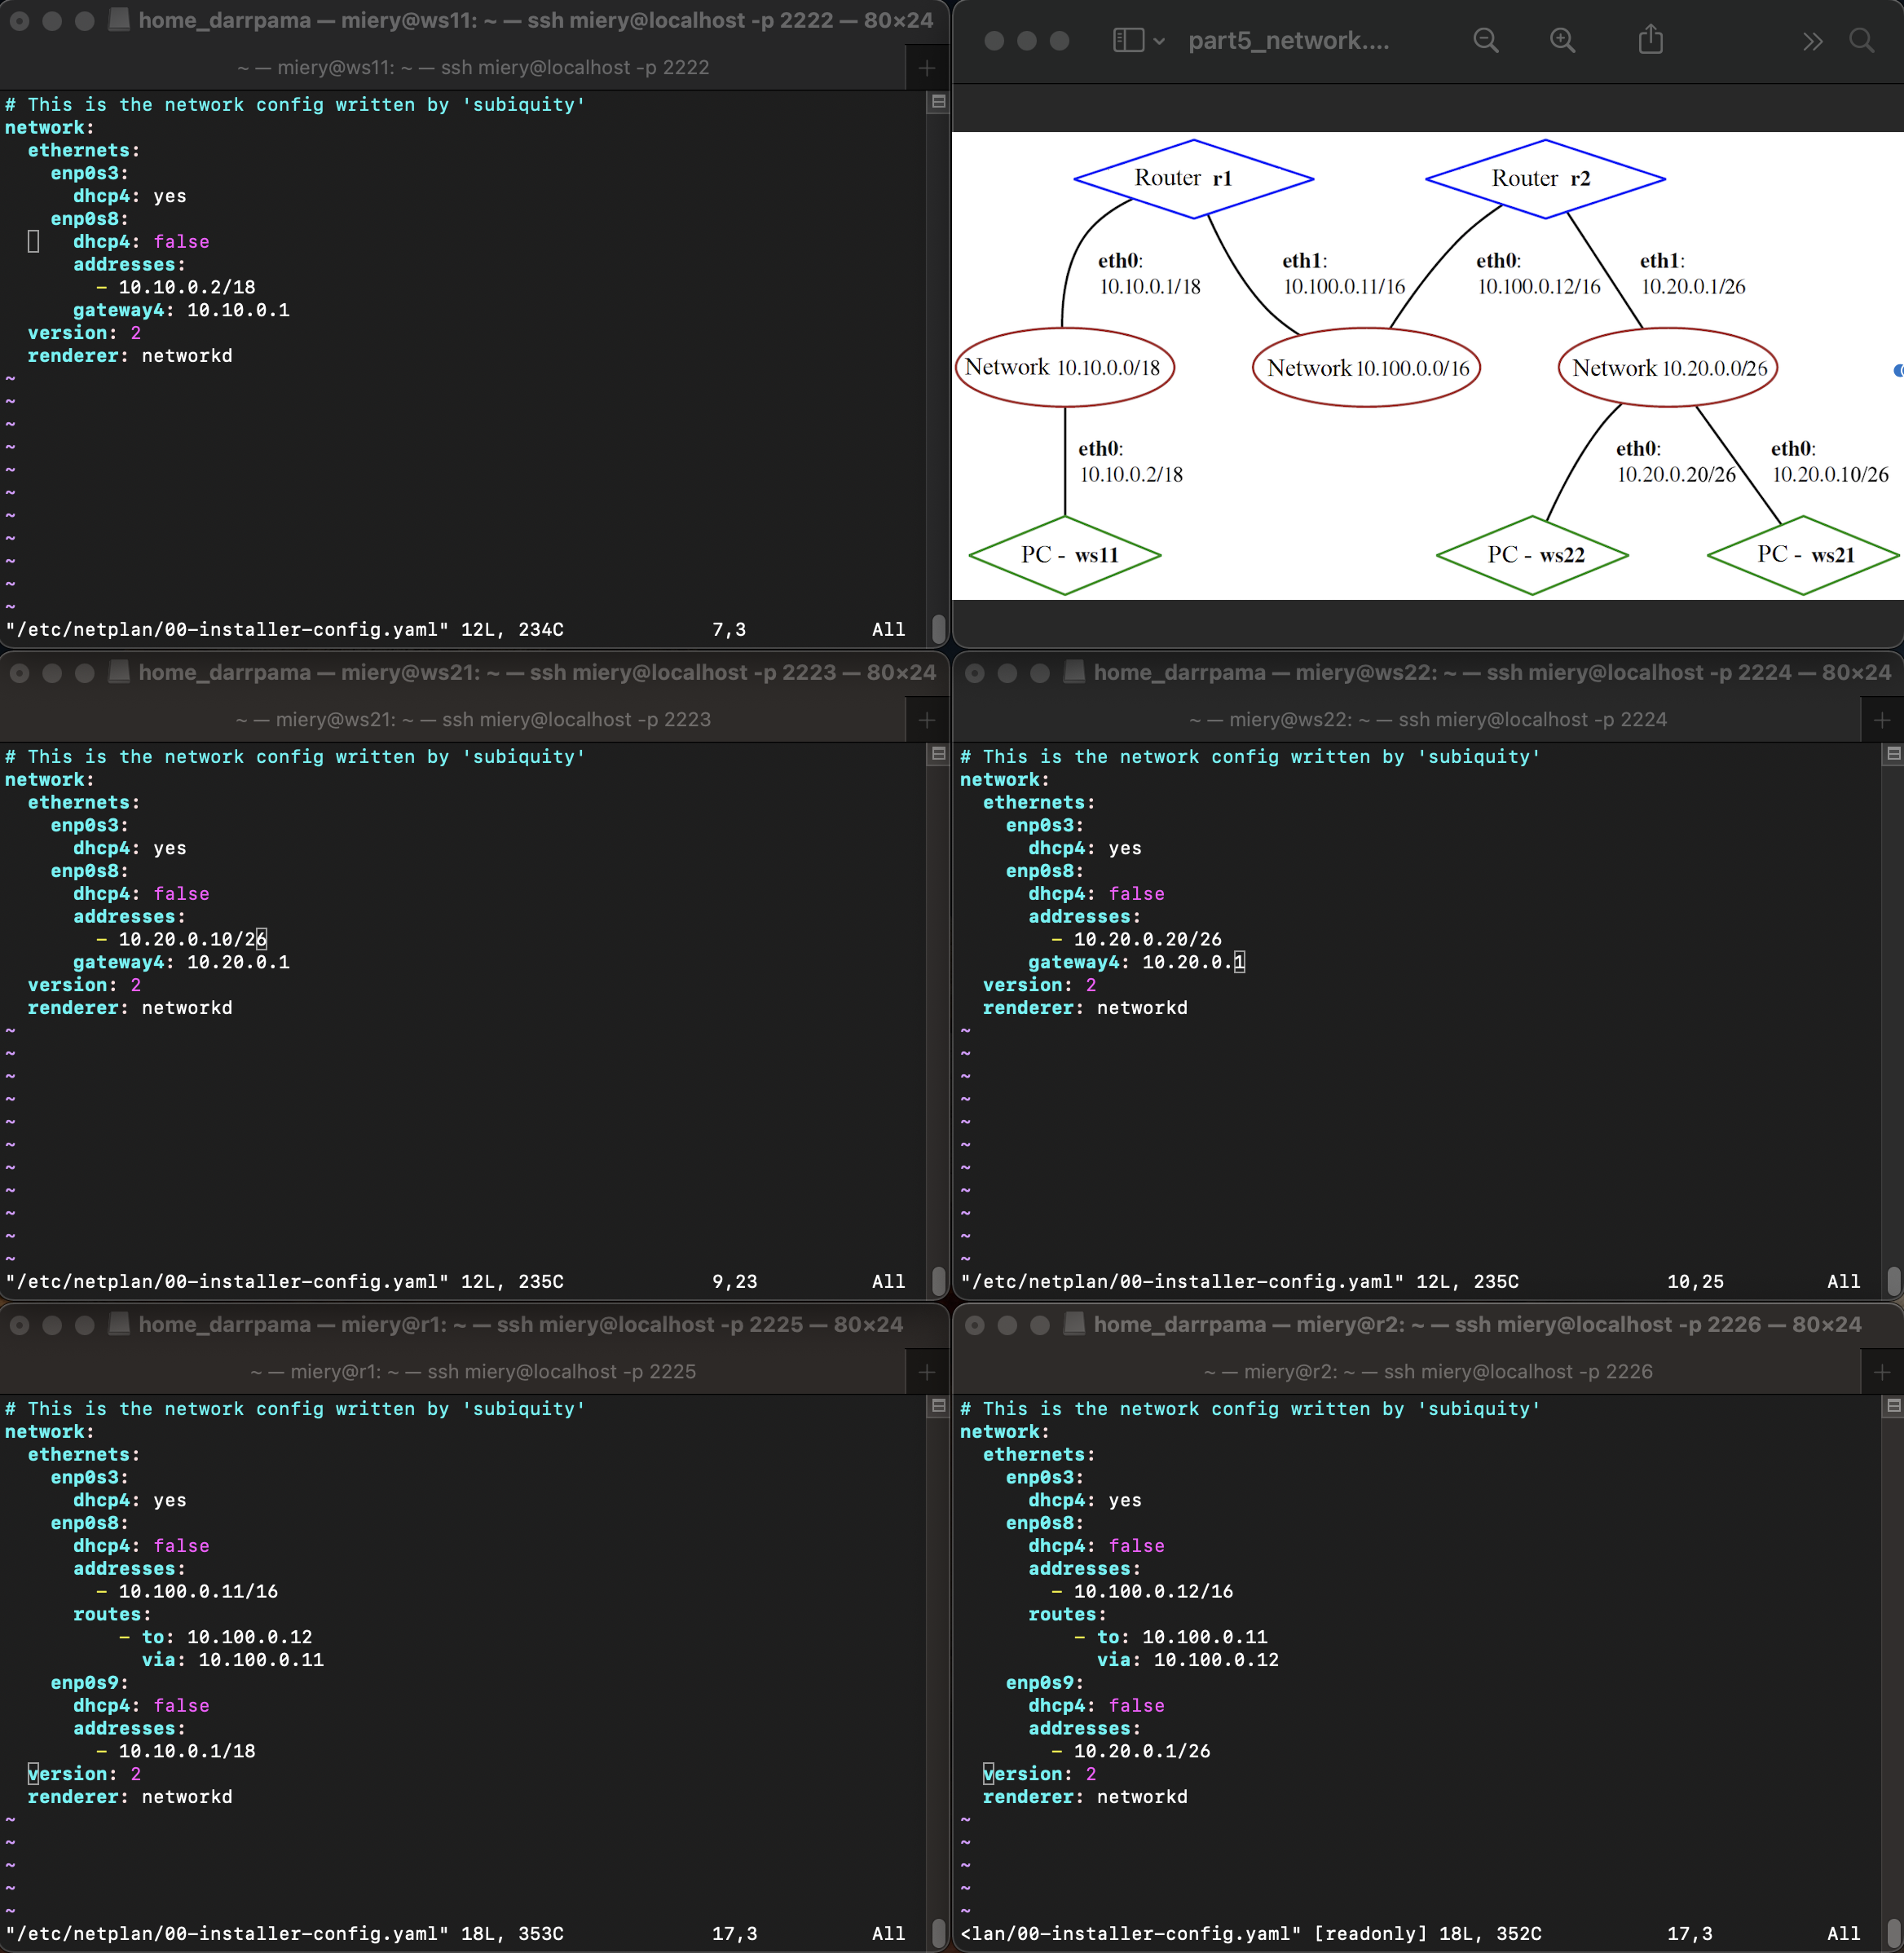 home_darrpama — miery@ws11: ~ — ssh miery@localhost -p 2222 — 80×24
~ — miery@ws11: ~ — ssh miery@localhost -p 2222
# This is the network config written by 'subiquity'
network:
  ethernets:
    enp0s3:
      dhcp4: yes
    enp0s8:
      dhcp4: false
      addresses:
        - 10.10.0.2/18
      gateway4: 10.10.0.1
  version: 2
  renderer: networkd
~
~
~
~
~
~
~
~
~
~
~
"/etc/netplan/00-installer-config.yaml" 12L, 234C 7,3 All
part5_network....
Router r1
Router r2
eth0:
10.10.0.1/18
eth1:
10.100.0.11/16
eth0:
10.100.0.12/16
eth1:
10.20.0.1/26
Network 10.10.0.0/18
Network 10.100.0.0/16
Network 10.20.0.0/26
eth0:
10.10.0.2/18
eth0:
10.20.0.20/26
eth0:
10.20.0.10/26
PC - ws11
PC - ws22
PC - ws21
home_darrpama — miery@ws21: ~ — ssh miery@localhost -p 2223 — 80×24
~ — miery@ws21: ~ — ssh miery@localhost -p 2223
# This is the network config written by 'subiquity'
network:
  ethernets:
    enp0s3:
      dhcp4: yes
    enp0s8:
      dhcp4: false
      addresses:
        - 10.20.0.10/26
      gateway4: 10.20.0.1
  version: 2
  renderer: networkd
~
~
~
~
~
~
~
~
~
~
~
"/etc/netplan/00-installer-config.yaml" 12L, 235C 9,23 All
home_darrpama — miery@ws22: ~ — ssh miery@localhost -p 2224 — 80×24
~ — miery@ws22: ~ — ssh miery@localhost -p 2224
# This is the network config written by 'subiquity'
network:
  ethernets:
    enp0s3:
      dhcp4: yes
    enp0s8:
      dhcp4: false
      addresses:
        - 10.20.0.20/26
      gateway4: 10.20.0.1
  version: 2
  renderer: networkd
~
~
~
~
~
~
~
~
~
~
~
"/etc/netplan/00-installer-config.yaml" 12L, 235C 10,25 All
home_darrpama — miery@r1: ~ — ssh miery@localhost -p 2225 — 80×24
~ — miery@r1: ~ — ssh miery@localhost -p 2225
# This is the network config written by 'subiquity'
network:
  ethernets:
    enp0s3:
      dhcp4: yes
    enp0s8:
      dhcp4: false
      addresses:
        - 10.100.0.11/16
      routes:
          - to: 10.100.0.12
            via: 10.100.0.11
    enp0s9:
      dhcp4: false
      addresses:
        - 10.10.0.1/18
  version: 2
  renderer: networkd
~
~
~
~
~
"/etc/netplan/00-installer-config.yaml" 18L, 353C 17,3 All
home_darrpama — miery@r2: ~ — ssh miery@localhost -p 2226 — 80×24
~ — miery@r2: ~ — ssh miery@localhost -p 2226
# This is the network config written by 'subiquity'
network:
  ethernets:
    enp0s3:
      dhcp4: yes
    enp0s8:
      dhcp4: false
      addresses:
        - 10.100.0.12/16
      routes:
          - to: 10.100.0.11
            via: 10.100.0.12
    enp0s9:
      dhcp4: false
      addresses:
        - 10.20.0.1/26
  version: 2
  renderer: networkd
~
~
~
~
~
<lan/00-installer-config.yaml" [readonly] 18L, 352C 17,3 All